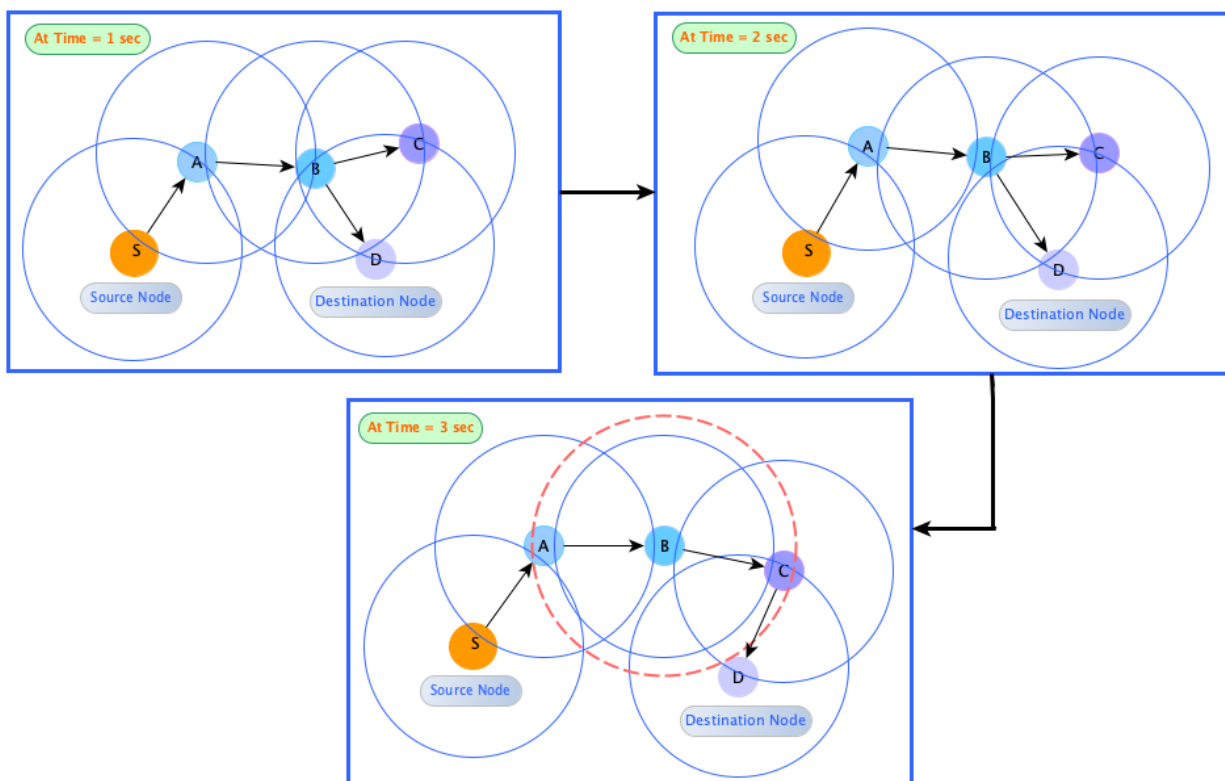 At Time = 1 sec
A
B
C
S
D
Source Node
Destination Node
At Time = 2 sec
A
B
C
S
D
Source Node
Destination Node
At Time = 3 sec
A
B
C
S
D
Source Node
Destination Node